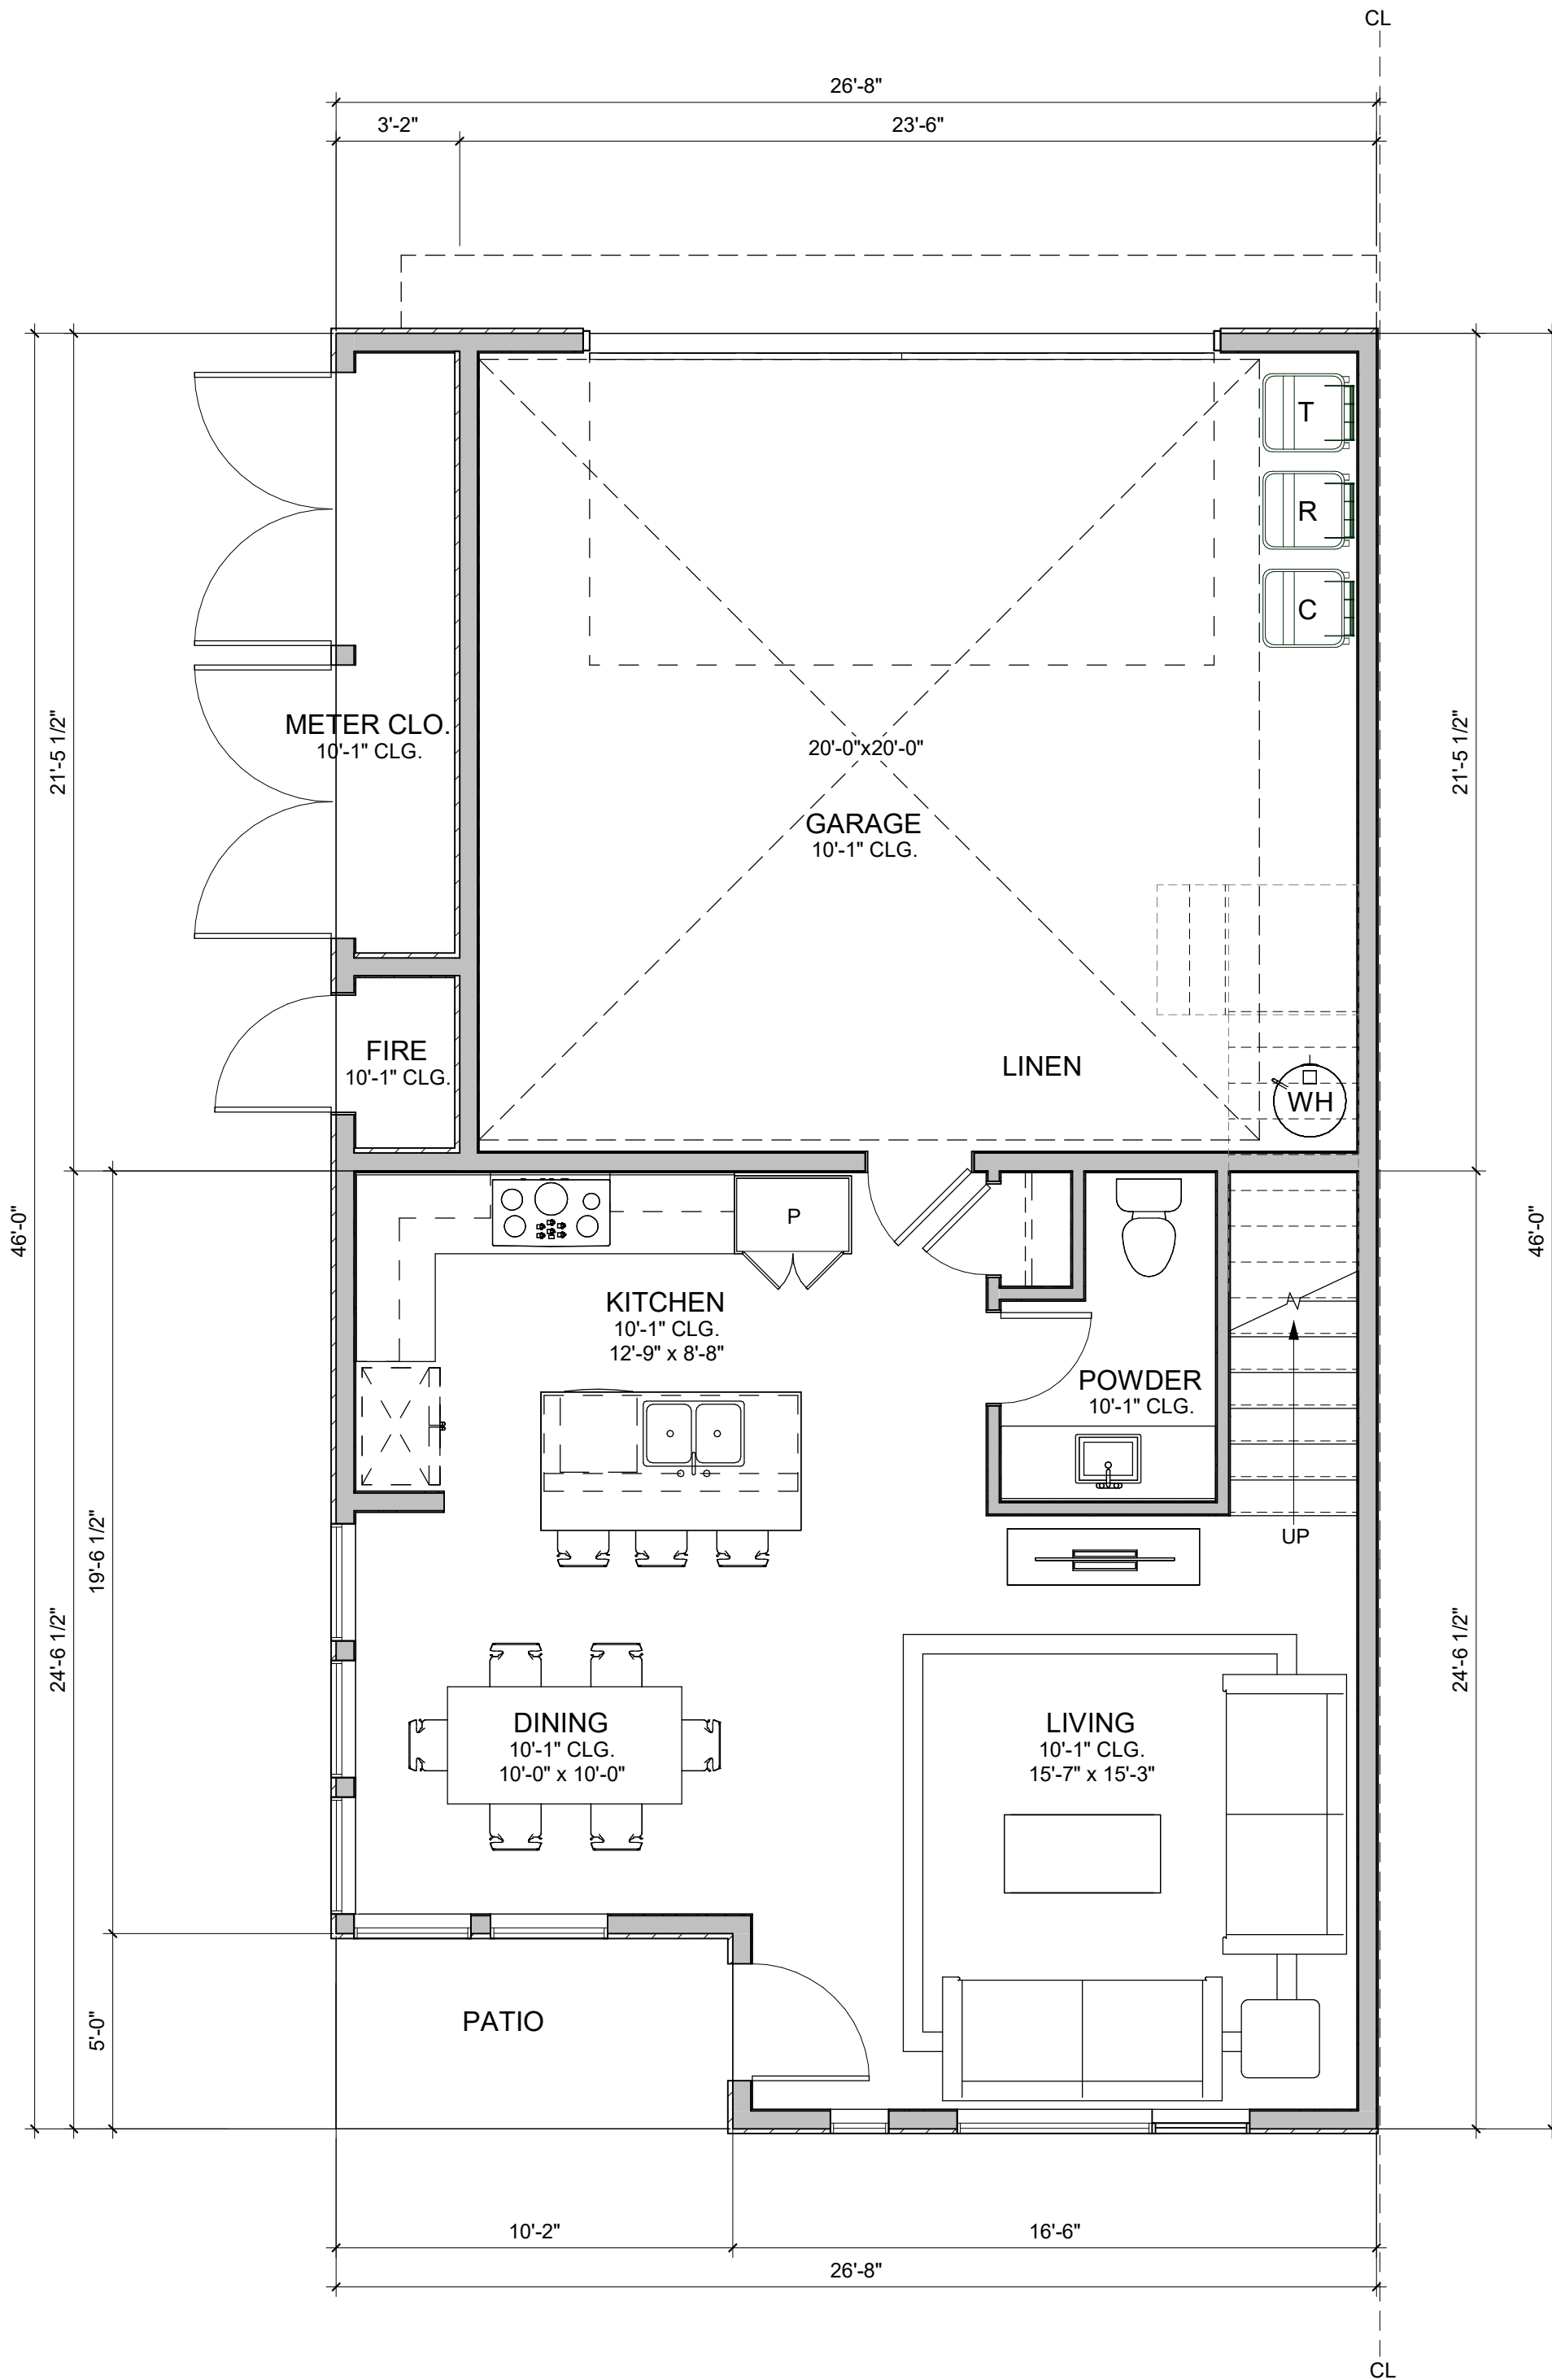 CL
26'-8"
3'-2"
23'-6"
T
R
C
21'-5 1/2"
21'-5 1/2"
METER CLO.
10'-1" CLG.
20'-0"x20'-0"
GARAGE
10'-1" CLG.
FIRE
10'-1" CLG.
LINEN
WH
46'-0"
46'-0"
P
KITCHEN
10'-1" CLG.
12'-9" x 8'-8"
POWDER
10'-1" CLG.
UP
19'-6 1/2"
24'-6 1/2"
24'-6 1/2"
DINING
10'-1" CLG.
10'-0" x 10'-0"
LIVING
10'-1" CLG.
15'-7" x 15'-3"
PATIO
5'-0"
10'-2"
16'-6"
26'-8"
CL